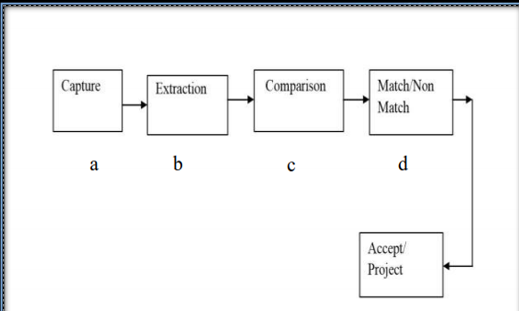 Capture
Extraction
Comparison
Match/Non
Match
a
b
c
d
Accept/
Project